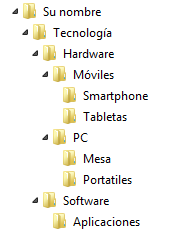 Su nombre
Tecnología
Hardware
Móviles
Smartphone
Tabletas
PC
Mesa
Portatiles
Software
Aplicaciones